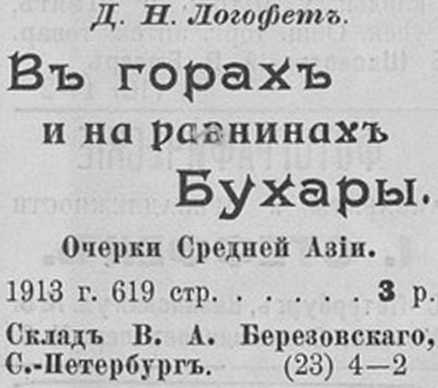 Д. Н. Логофетъ.
Въ горахъ
и на равнинахъ
Бухары.
Очерки Средней Азіи.
1913 г. 619 стр. . . . . . 3 р.
Складъ В. А. Березовскаго,
С.-Петербургъ. (23) 4—2